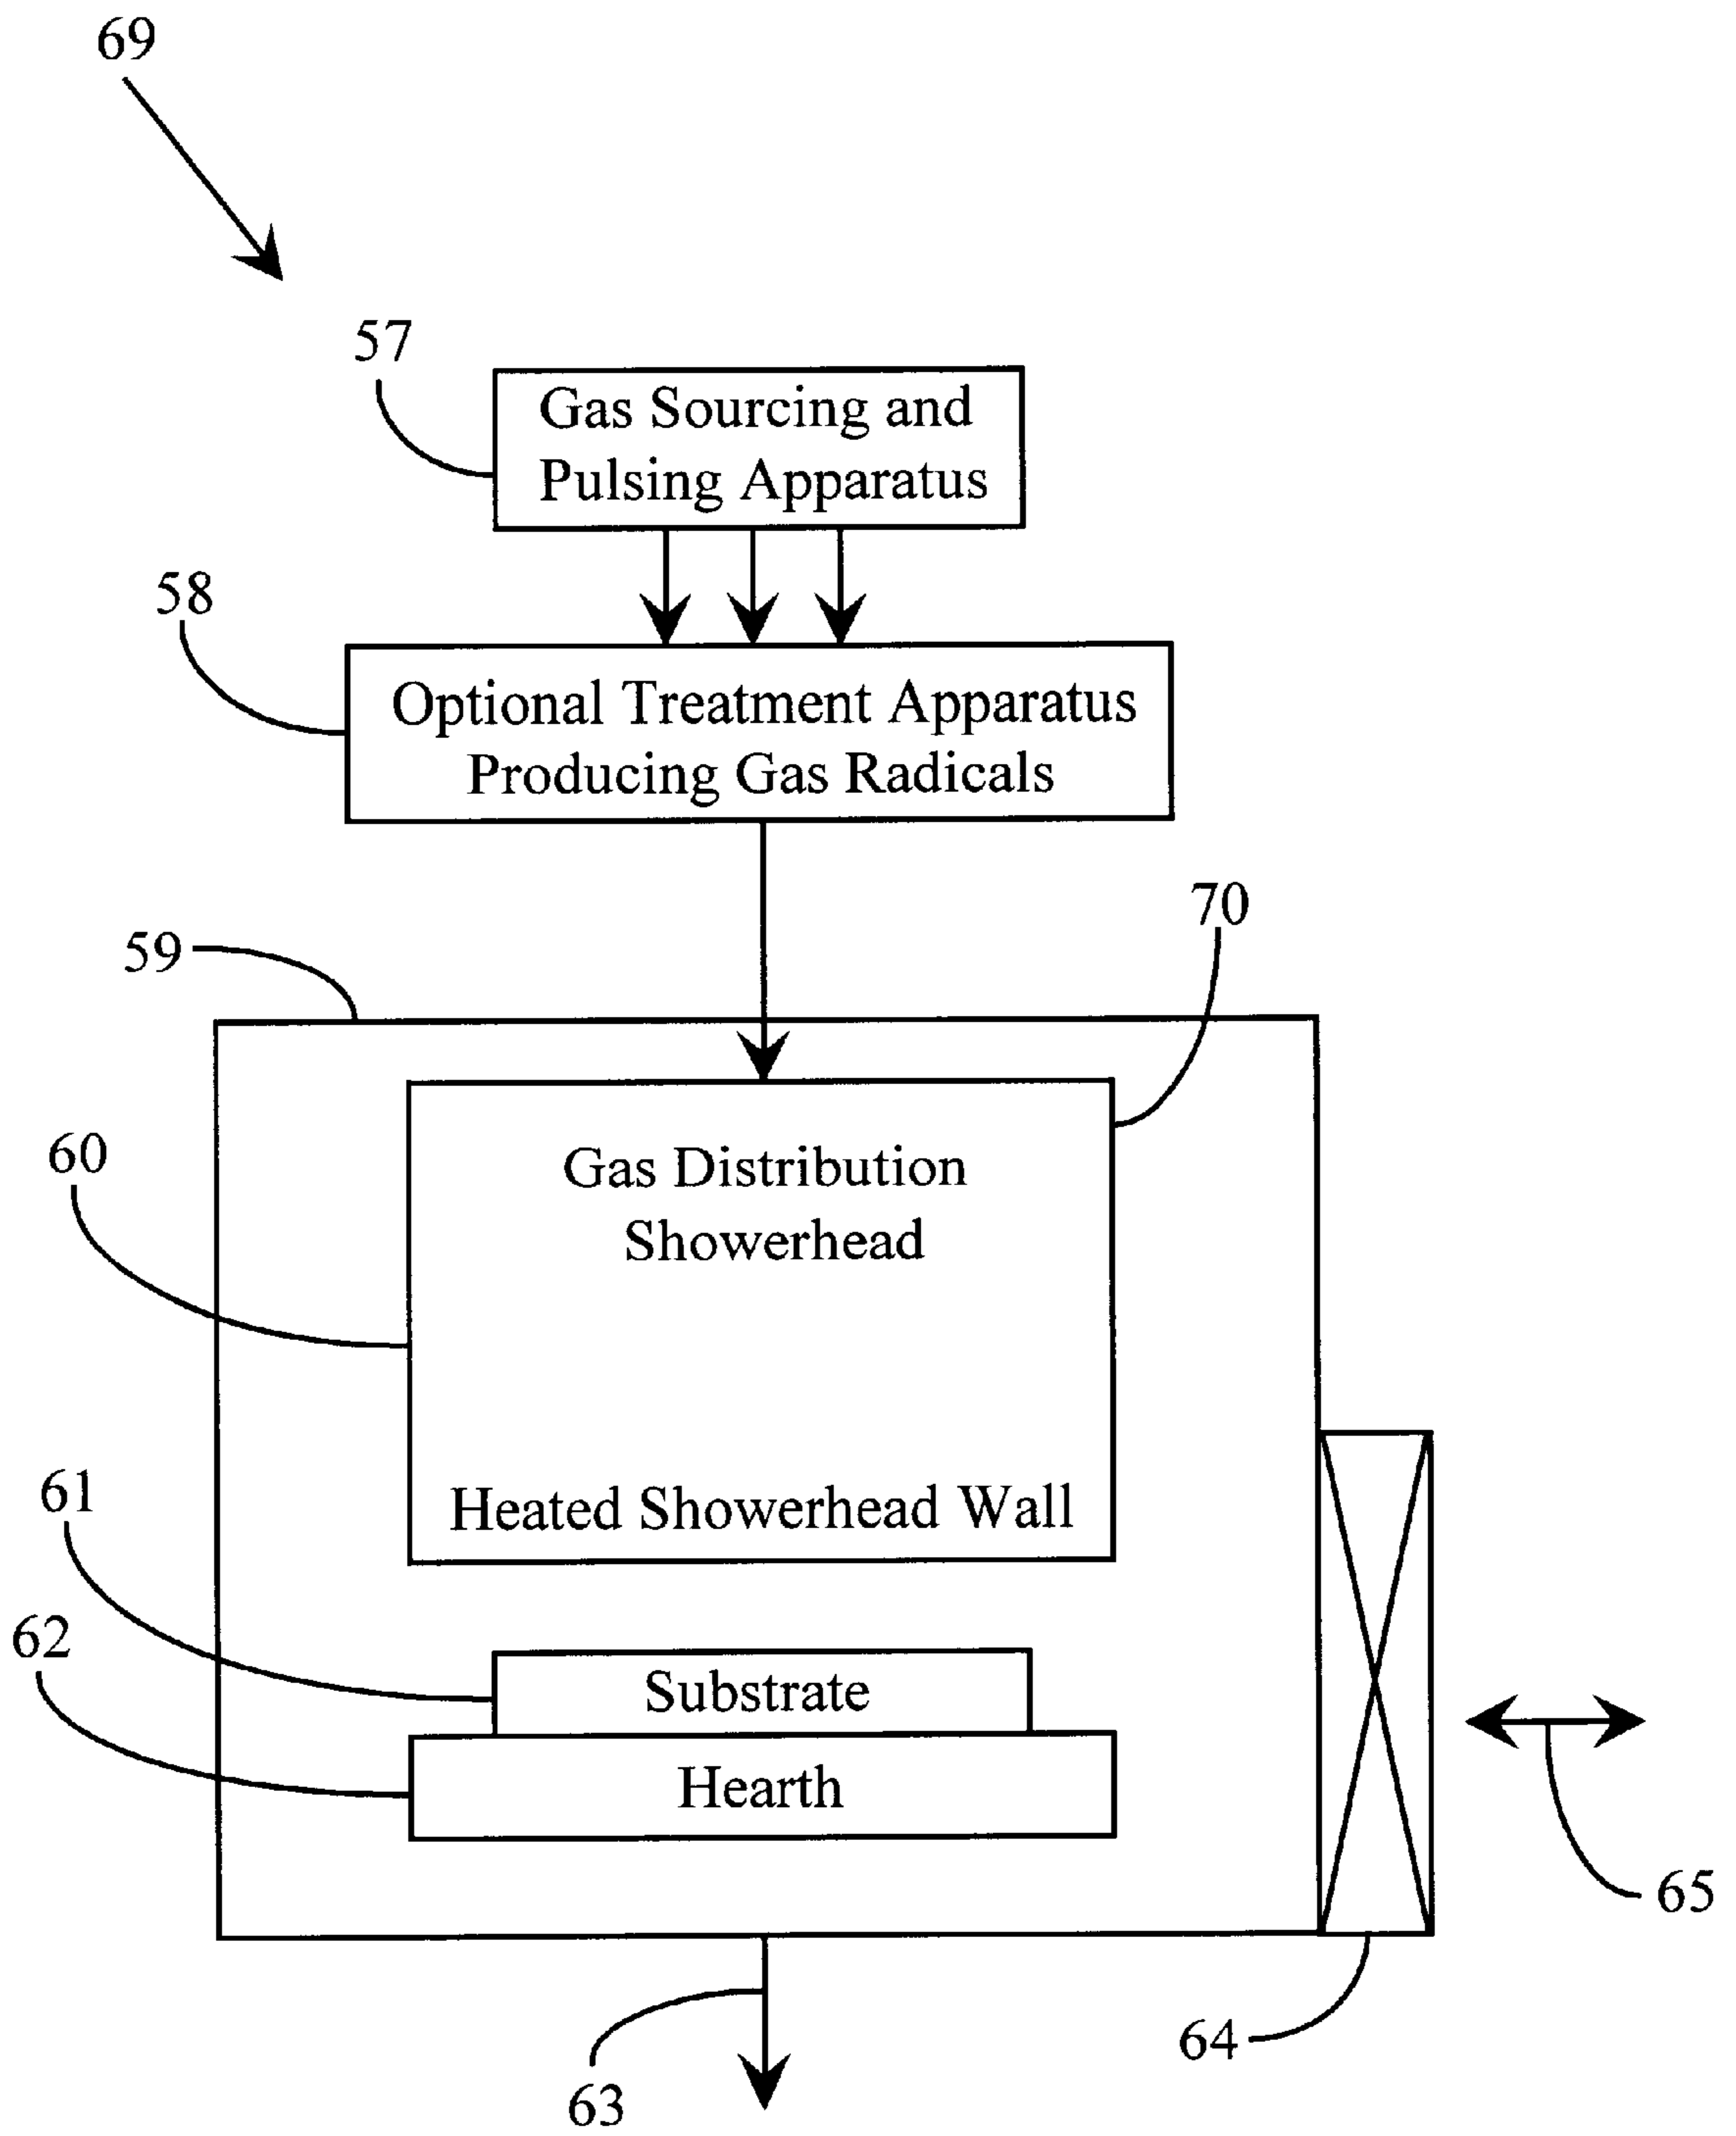 69
57
Gas Sourcing and
Pulsing Apparatus
58
Optional Treatment Apparatus
Producing Gas Radicals
70
59
60
Gas Distribution
Showerhead
61
Heated Showerhead Wall
62
Substrate
Hearth
65
64
63